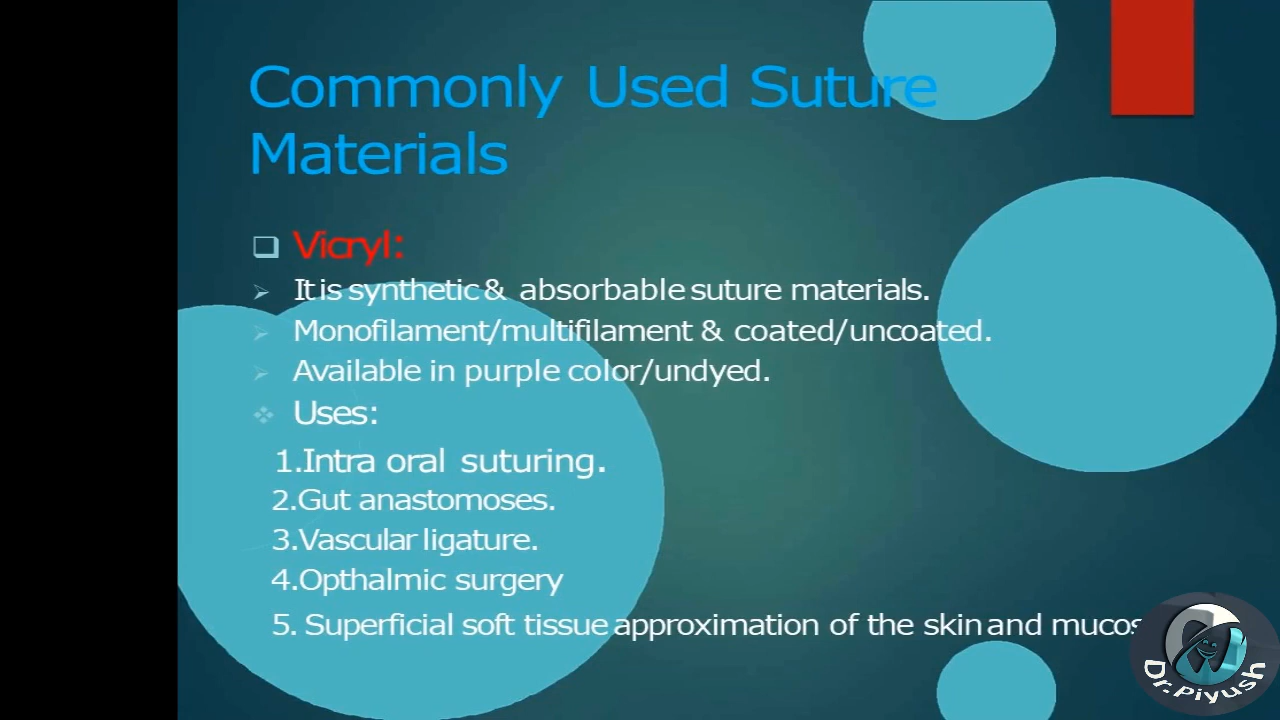 Commonly Used Suture
Materials
Vicryl:
It is synthetic & absorbable suture materials.
Monofilament/multifilament & coated/uncoated.
Available in purple color/undyed.
Uses:
1.Intra oral suturing.
2.Gut anastomoses.
3.Vascular ligature.
4.Opthalmic surgery
5. Superficial soft tissue approximation of the skin and
Dr.Piyush